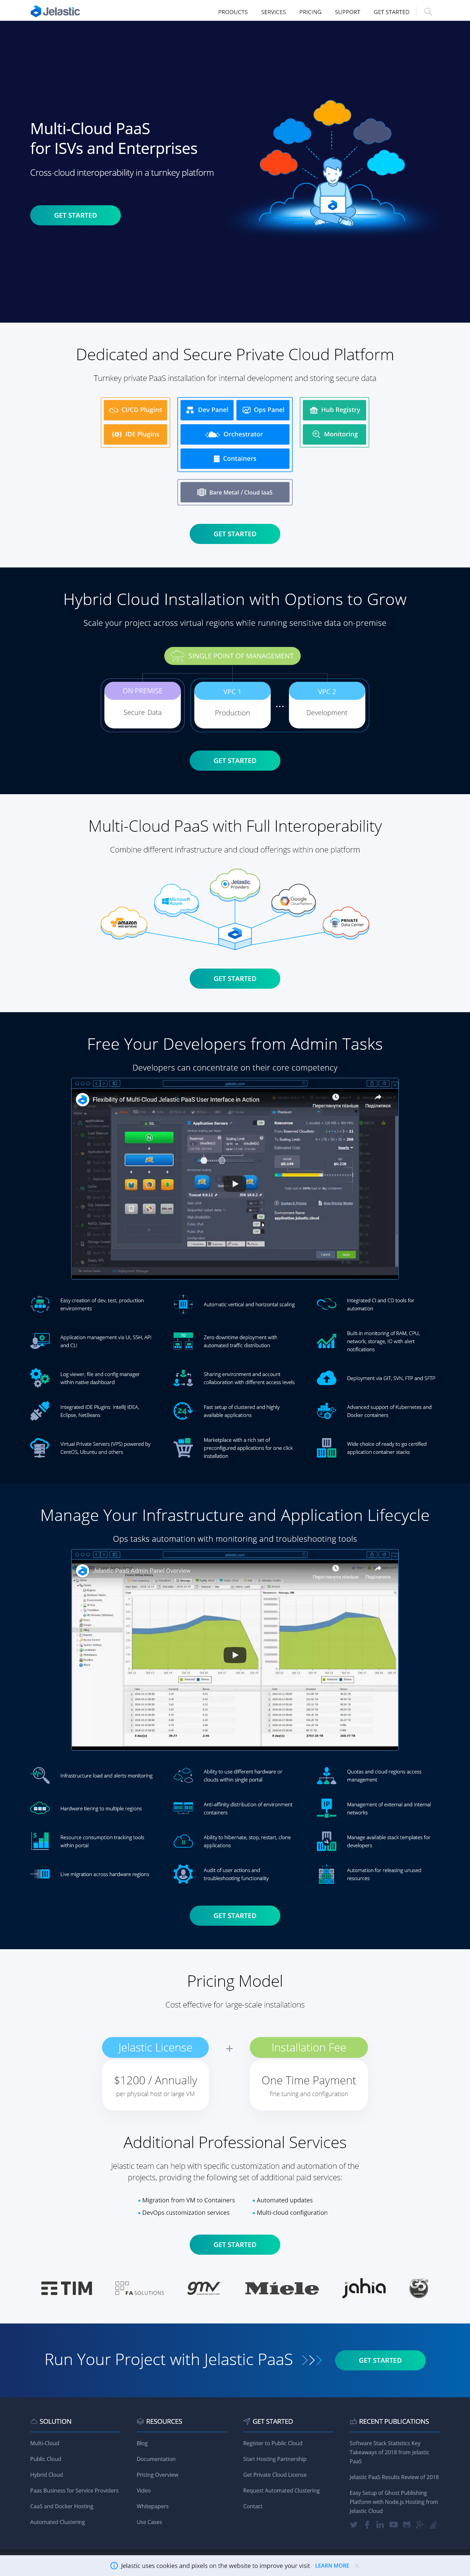 Jelastic
PRODUCTS SERVICES PRICING SUPPORT GET STARTED
Multi-Cloud PaaS
for ISVs and Enterprises
Cross-cloud interoperability in a turnkey platform
GET STARTED
Dedicated and Secure Private Cloud Platform
Turnkey private PaaS installation for internal development and storing secure data
CI/CD Plugins
IDE Plugins
Dev Panel
Ops Panel
Orchestrator
Containers
Hub Registry
Monitoring
Bare Metal / Cloud IaaS
GET STARTED
Hybrid Cloud Installation with Options to Grow
Scale your project across virtual regions while running sensitive data on-premise
SINGLE POINT OF MANAGEMENT
ON-PREMISE
Secure Data
VPC 1
Production
...
VPC 2
Development
GET STARTED
Multi-Cloud PaaS with Full Interoperability
Combine different infrastructure and cloud offerings within one platform
amazon
web services
Microsoft
Azure
Jelastic
Providers
Google
Cloud Platform
PRIVATE
Data Center
GET STARTED
Free Your Developers from Admin Tasks
Developers can concentrate on their core competency
jelastic.com
Flexibility of Multi-Cloud Jelastic PaaS User Interface in Action
Переглянути пізніше
Поділитися
Application Servers
Tomcat 9.0.1.2
application.jelastic.cloud
Easy creation of dev, test, production
environments
Automatic vertical and horizontal scaling
Integrated CI and CD tools for
automation
Application management via UI, SSH, API
and CLI
Zero downtime deployment with
automated traffic distribution
Built-in monitoring of RAM, CPU,
network, storage, IO with alert
notifications
Log viewer, file and config manager
within native dashboard
Sharing environment and account
collaboration with different access levels
Deployment via GIT, SVN, FTP and SFTP
Integrated IDE Plugins: IntelliJ IDEA,
Eclipse, NetBeans
Fast setup of clustered and highly
available applications
Advanced support of Kubernetes and
Docker containers
Virtual Private Servers (VPS) powered by
CentOS, Ubuntu and others
Marketplace with a rich set of
preconfigured applications for one click
installation
Wide choice of ready to go certified
application container stacks
Manage Your Infrastructure and Application Lifecycle
Ops tasks automation with monitoring and troubleshooting tools
jelastic.com
Jelastic PaaS Admin Panel Overview
Переглянути пізніше
Поділитися
Infrastructure load and alerts monitoring
Ability to use different hardware or
clouds within single portal
Quotas and cloud regions access
management
Hardware tiering to multiple regions
Anti-affinity distribution of environment
containers
Management of external and internal
networks
Resource consumption tracking tools
within portal
Ability to hibernate, stop, restart, clone
applications
Manage available stack templates for
developers
Live migration across hardware regions
Audit of user actions and
troubleshooting functionality
Automation for releasing unused
resources
GET STARTED
Pricing Model
Cost effective for large-scale installations
Jelastic License
$1200 / Annually
per physical host or large VM
+
Installation Fee
One Time Payment
fine tuning and configuration
Additional Professional Services
Jelastic team can help with specific customization and automation of the
projects, providing the following set of additional paid services:
• Migration from VM to Containers
• Automated updates
• DevOps customization services
• Multi-cloud configuration
GET STARTED
TIM
FA SOLUTIONS
gmv
Miele
jahia
Run Your Project with Jelastic PaaS
GET STARTED
SOLUTION
Multi-Cloud
Public Cloud
Hybrid Cloud
Paas Business for Service Providers
CaaS and Docker Hosting
Automated Clustering
RESOURCES
Blog
Documentation
Pricing Overview
Video
Whitepapers
Use Cases
GET STARTED
Register to Public Cloud
Start Hosting Partnership
Get Private Cloud License
Request Automated Clustering
Contact
RECENT PUBLICATIONS
Software Stack Statistics Key
Takeaways of 2018 from Jelastic
PaaS
Jelastic PaaS Results Review of 2018
Easy Setup of Ghost Publishing
Platform with Node.js Hosting from
Jelastic Cloud
Jelastic uses cookies and pixels on the website to improve your visit LEARN MORE